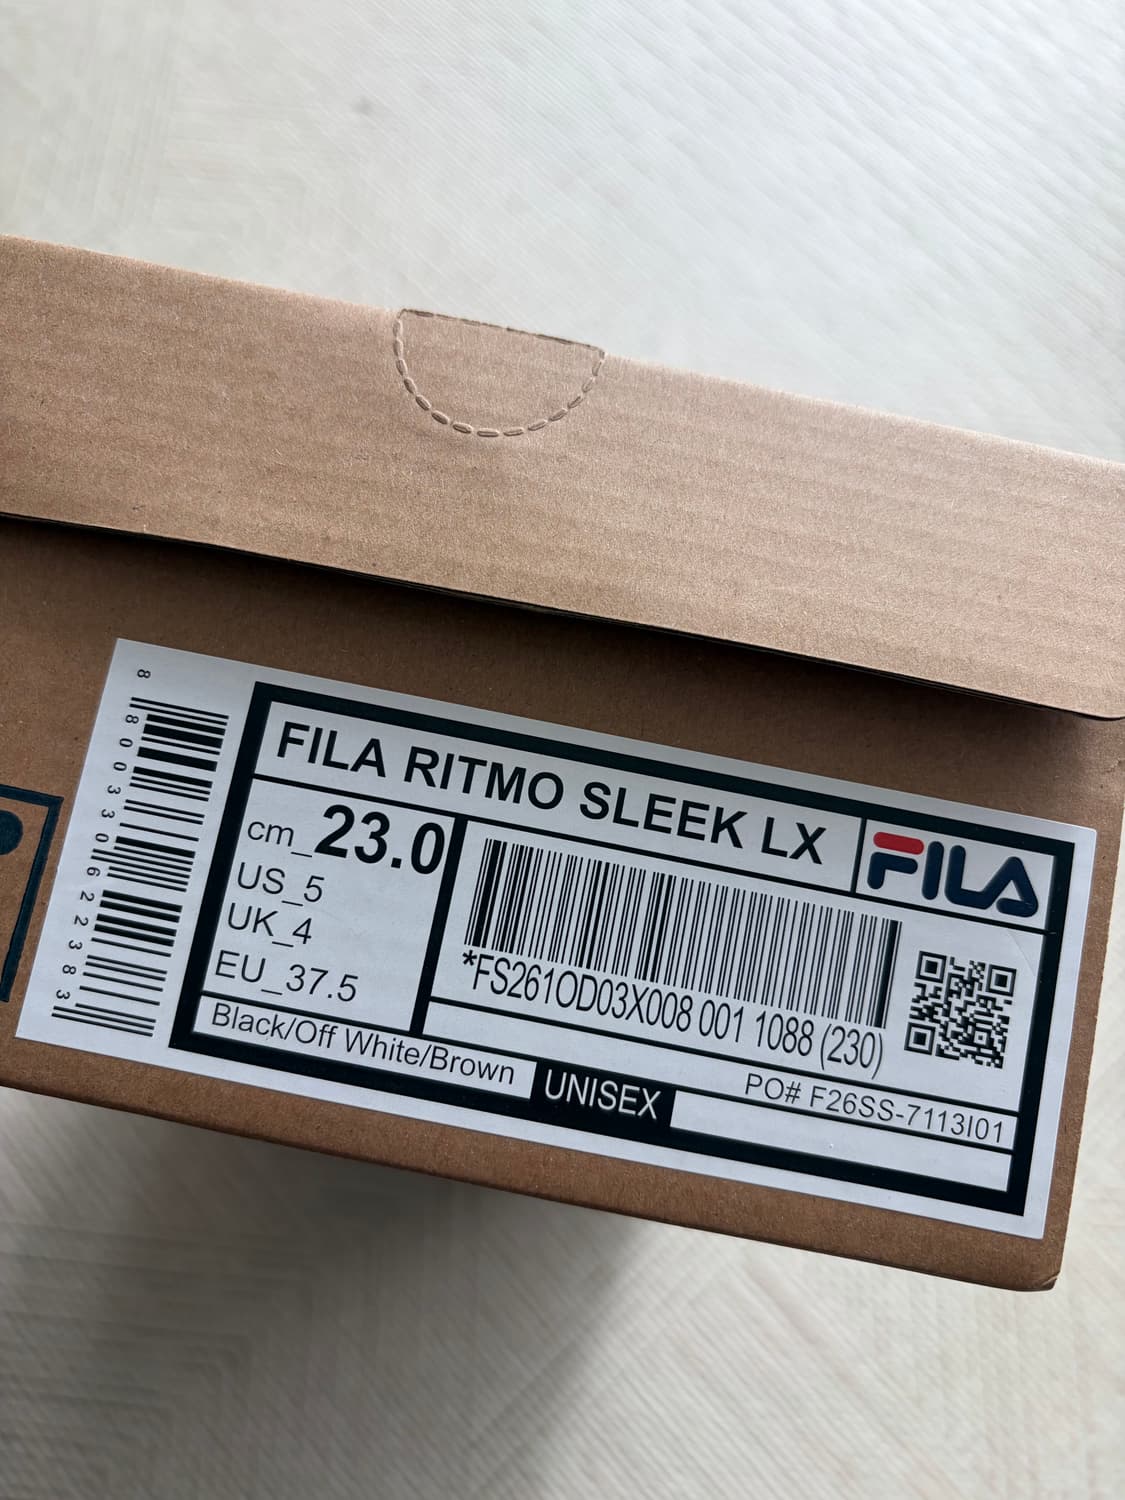 8 800330 622383
FILA RITMO SLEEK LX
FILA
cm_23.0
US_5
UK_4
EU_37.5
*FS261OD03X008 001 1088 (230)
Black/Off White/Brown
UNISEX
PO# F26SS-7113I01